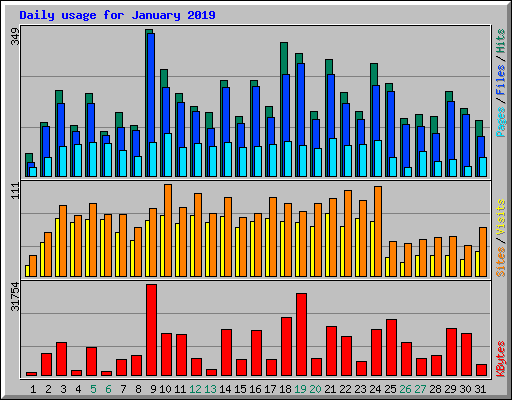 Daily usage for January 2019
349
Pages / Files / Hits
111
Sites / Visits
31754
KBytes
1 2 3 4 5 6 7 8 9 10 11 12 13 14 15 16 17 18 19 20 21 22 23 24 25 26 27 28 29 30 31